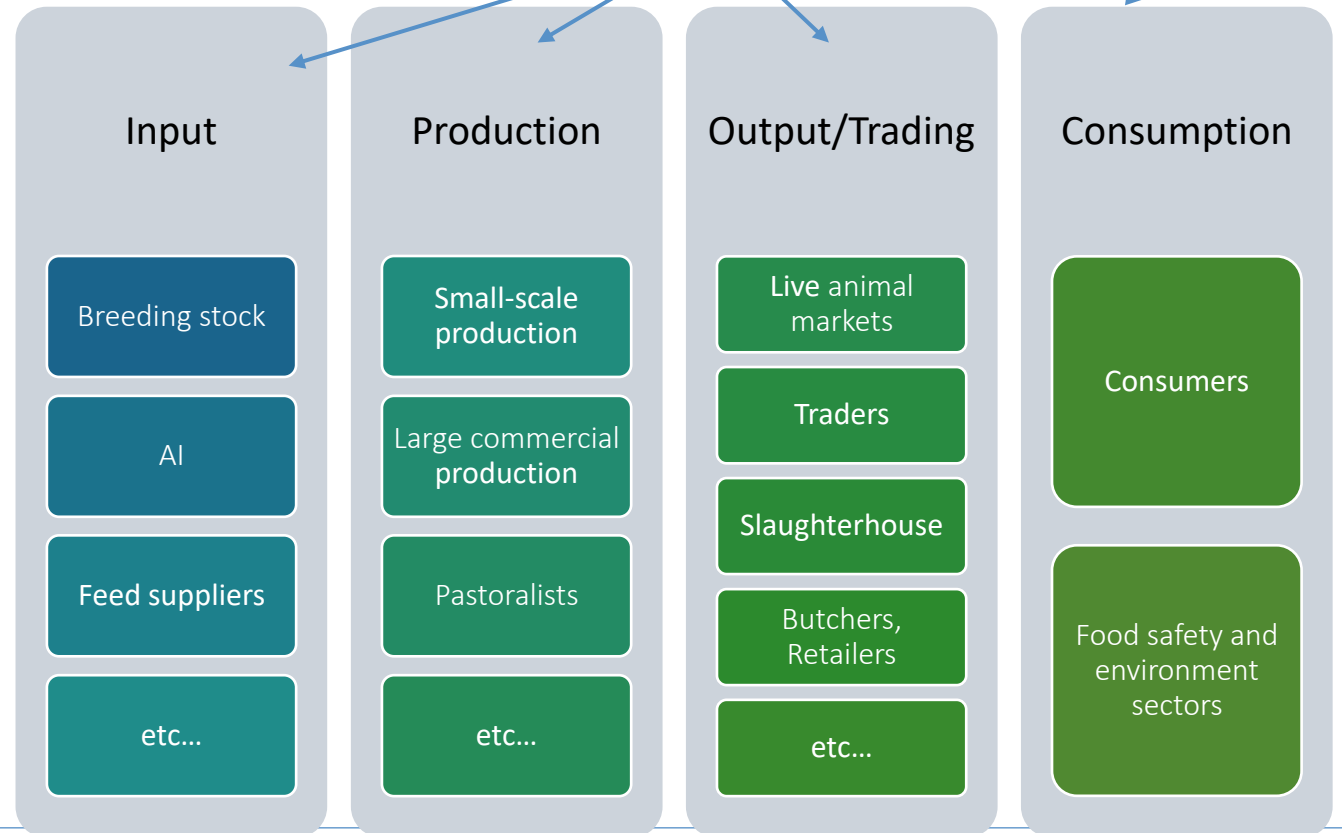 Input
Breeding stock
AI
Feed suppliers
etc...
Production
Small-scale
production
Large commercial
production
Pastoralists
etc...
Output/Trading
Live animal
markets
Traders
Slaughterhouse
Butchers,
Retailers
etc...
Consumption
Consumers
Food safety and
environment
sectors